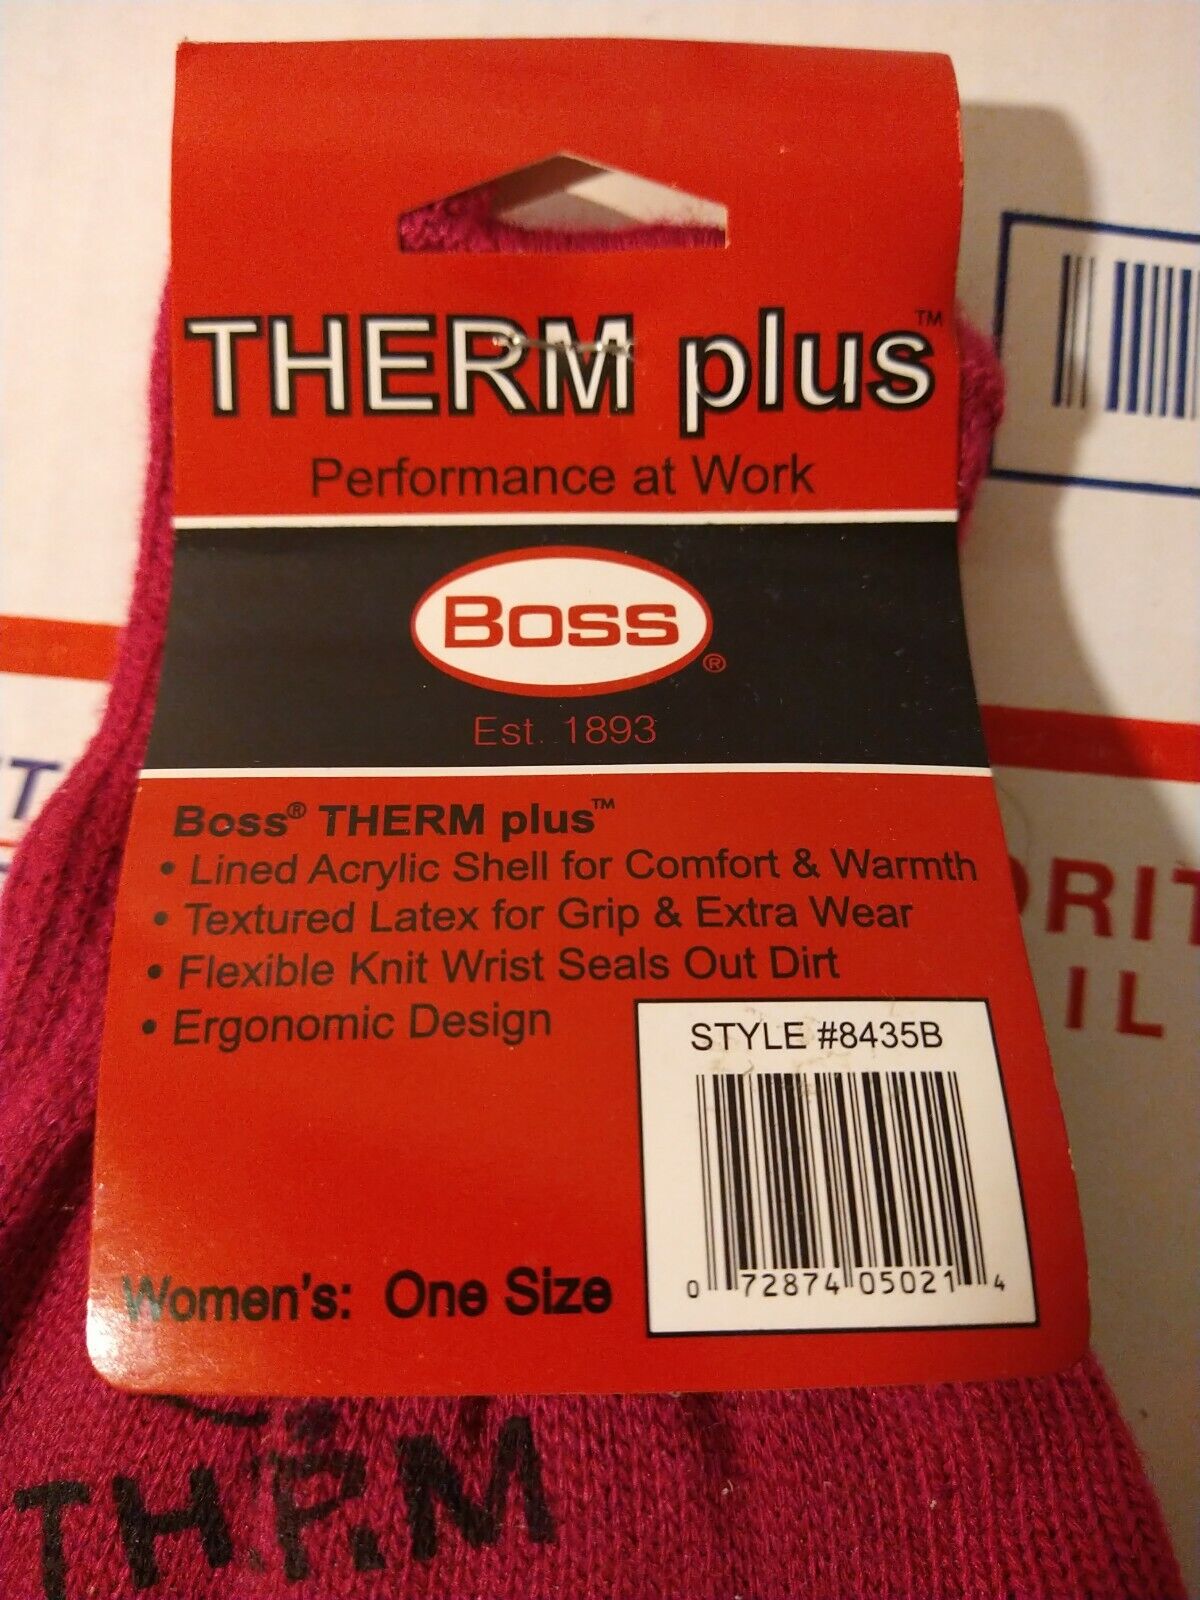 THERM plus™
Performance at Work
BOSS®
Est. 1893
Boss® THERM plus™
• Lined Acrylic Shell for Comfort & Warmth
• Textured Latex for Grip & Extra Wear
• Flexible Knit Wrist Seals Out Dirt
• Ergonomic Design
STYLE #8435B
0 72874 05021 4
Women's: One Size